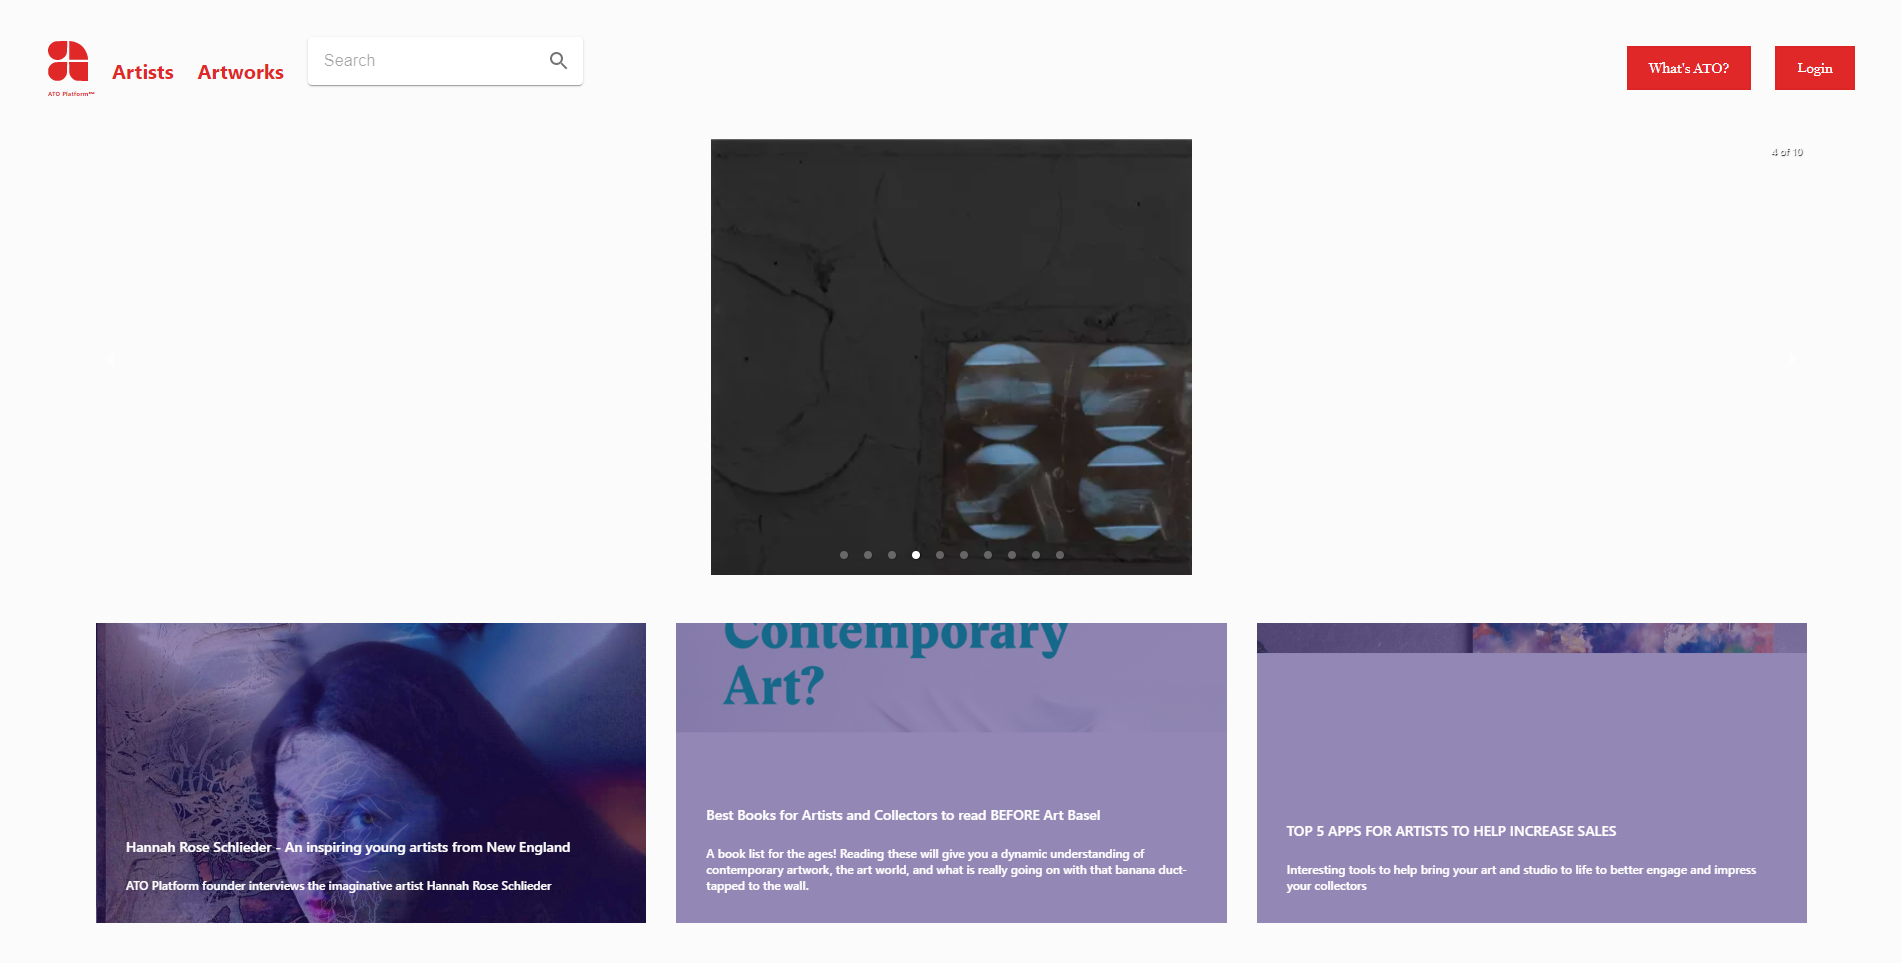 ATO Platform™
Artists
Artworks
Search
What's ATO?
Login
4 of 10
Contemporary
Art?
Hannah Rose Schlieder - An inspiring young artists from New England
ATO Platform founder interviews the imaginative artist Hannah Rose Schlieder
Best Books for Artists and Collectors to read BEFORE Art Basel
A book list for the ages! Reading these will give you a dynamic understanding of
contemporary artwork, the art world, and what is really going on with that banana duct-
tapped to the wall.
TOP 5 APPS FOR ARTISTS TO HELP INCREASE SALES
Interesting tools to help bring your art and studio to life to better engage and impress
your collectors